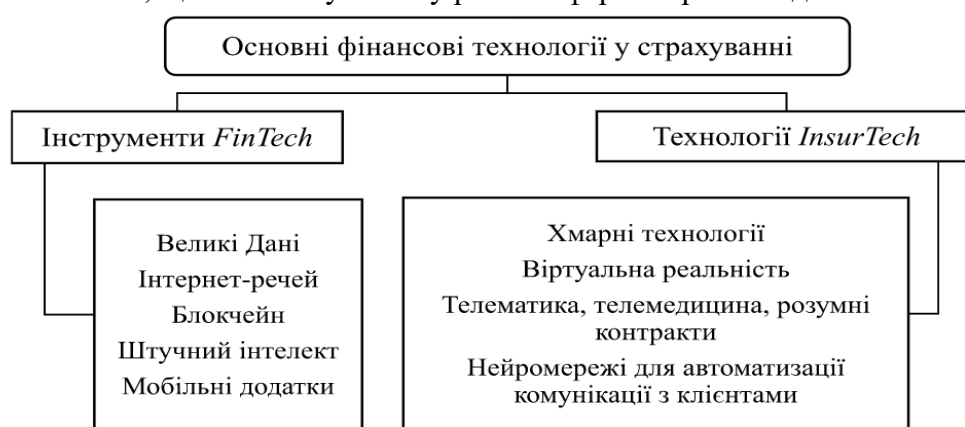 Основні фінансові технології у страхуванні
Інструменти FinTech
Технології InsurTech
Великі Дані
Інтернет-речей
Блокчейн
Штучний інтелект
Мобільні додатки
Хмарні технології
Віртуальна реальність
Телематика, телемедицина, розумні
контракти
Нейромережі для автоматизації
комунікації з клієнтами